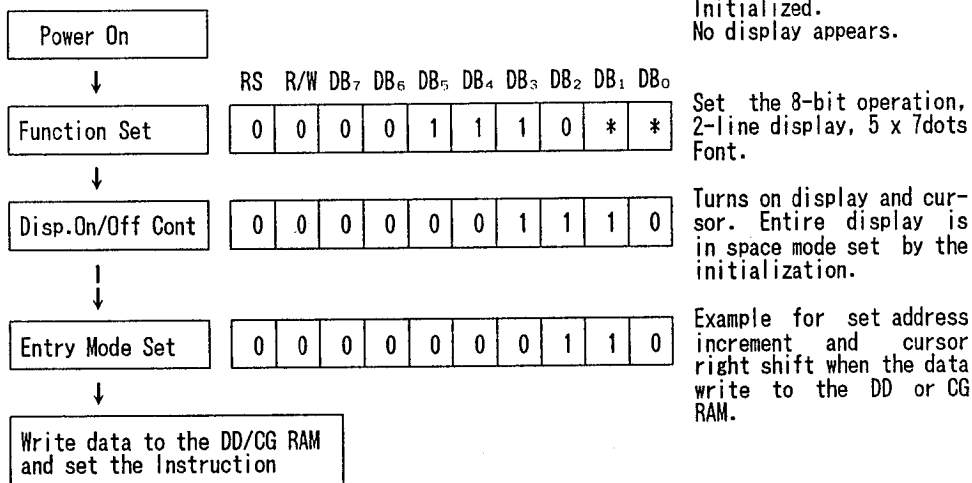 Initialized.
Power On
No display appears.
RS R/W DB₇ DB₆ DB₅ DB₄ DB₃ DB₂ DB₁ DB₀
Function Set
0 0 0 0 1 1 1 0 * *
Set the 8-bit operation,
2-line display, 5 x 7dots
Font.
Disp.On/Off Cont
0 0 0 0 0 0 1 1 1 0
Turns on display and cur-
sor. Entire display is
in space mode set by the
initialization.
Entry Mode Set
0 0 0 0 0 0 0 1 1 0
Example for set address
increment and cursor
right shift when the data
write to the DD or CG
RAM.
Write data to the DD/CG RAM
and set the Instruction